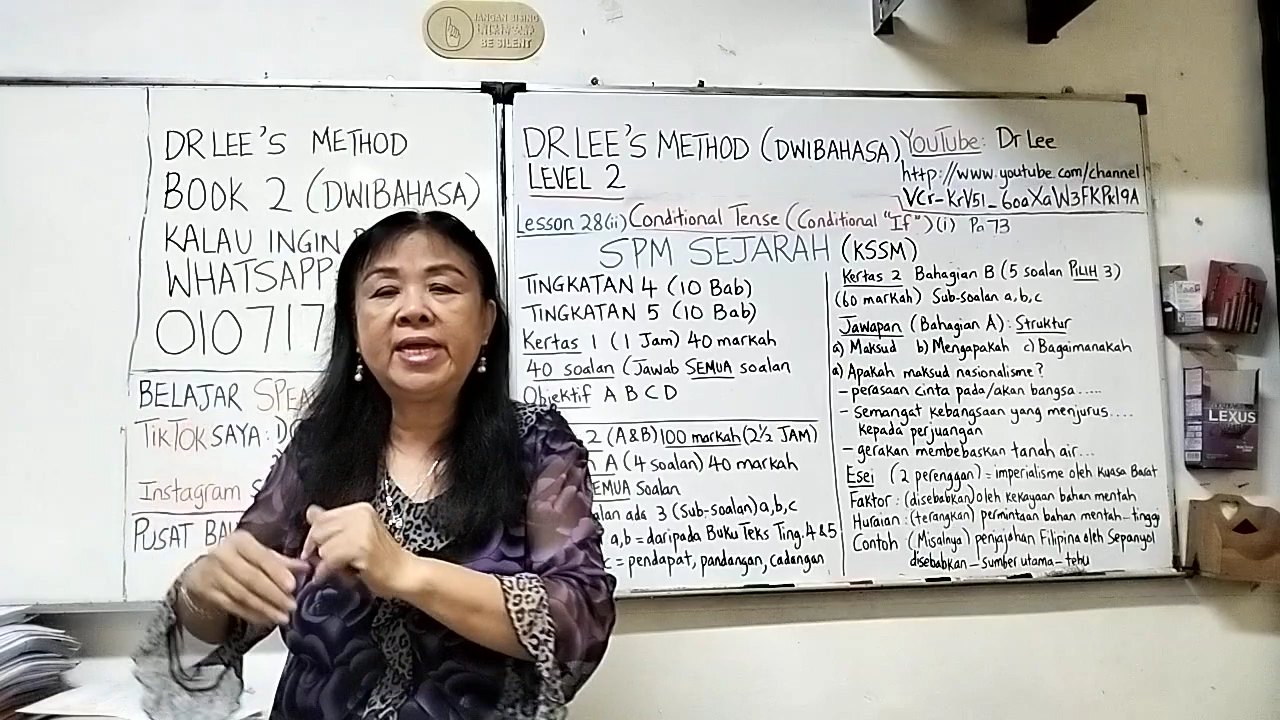 JANGAN BISING
BE SILENT
DR LEE'S METHOD
BOOK 2 (DWIBAHASA)
KALAU INGIN
WHATSAPP
010717
BELAJAR
TIKTOK SAYA:
Instagram
PUSAT
DR LEE'S METHOD (DWIBAHASA)
LEVEL 2
YouTube: Dr Lee
http://www.youtube.com/channel
Lesson 28(ii) Conditional Tense (Conditional "If") (i) Pa 73
SPM SEJARAH (KSSM)
TINGKATAN 4 (10 Bab)
TINGKATAN 5 (10 Bab)
Kertas 1 (1 Jam) 40 markah
40 soalan (Jawab SEMUA soalan
Objektif A B C D
2 (A&B) 100 markah (2½ JAM)
A (4 soalan) 40 markah
SEMUA Soalan
ada 3 (Sub-soalan) a, b, c
a, b = daripada Buku Teks Ting. 4 & 5
c = pendapat, pandangan, cadangan
Kertas 2 Bahagian B (5 soalan PILIH 3)
(60 markah) Sub-soalan a, b, c
Jawapan (Bahagian A): Struktur
a) Maksud b) Mengapakah c) Bagaimanakah
a) Apakah maksud nasionalisme?
- perasaan cinta pada/akan bangsa.....
- Semangat kebangsaan yang menjurus....
kepada perjuangan
- gerakan membebaskan tanah air...
Esei (2 perenggan) = imperialisme oleh Kuasa Barat
Faktor: (disebabkan) oleh kekayaan bahan mentah
Huraian: (terangkan) permintaan bahan mentah - tinggi
Contoh (Misalnya) penjajahan Filipina oleh Sepanyol
disebabkan - sumber utama - tebu
LEXUS